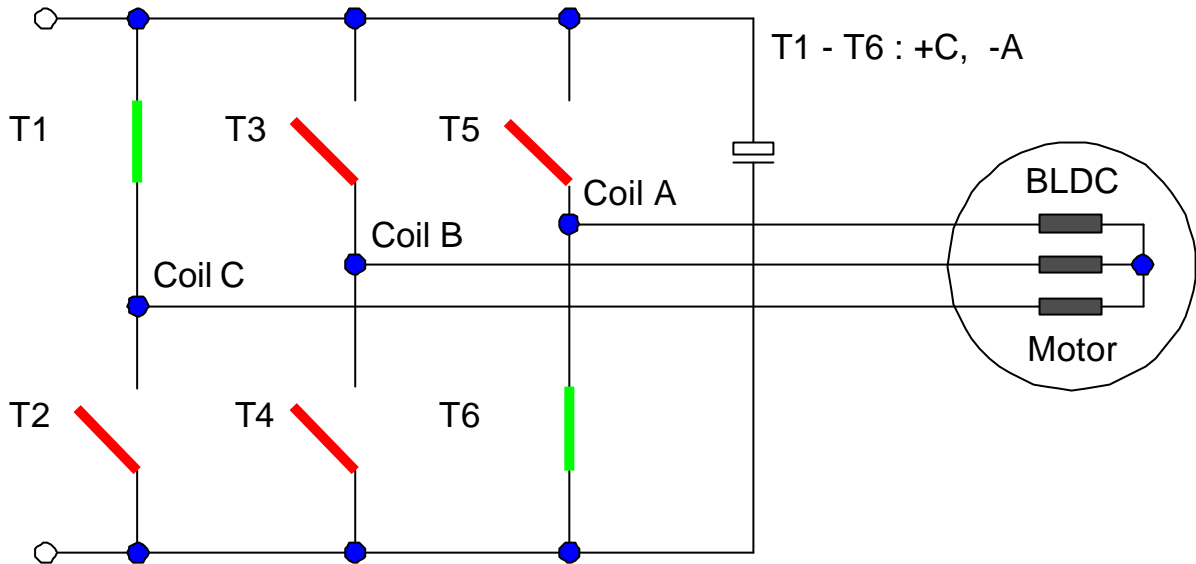 T1 - T6 : +C, -A
T1
T3
T5
BLDC
Coil A
Coil B
Coil C
Motor
T2
T4
T6